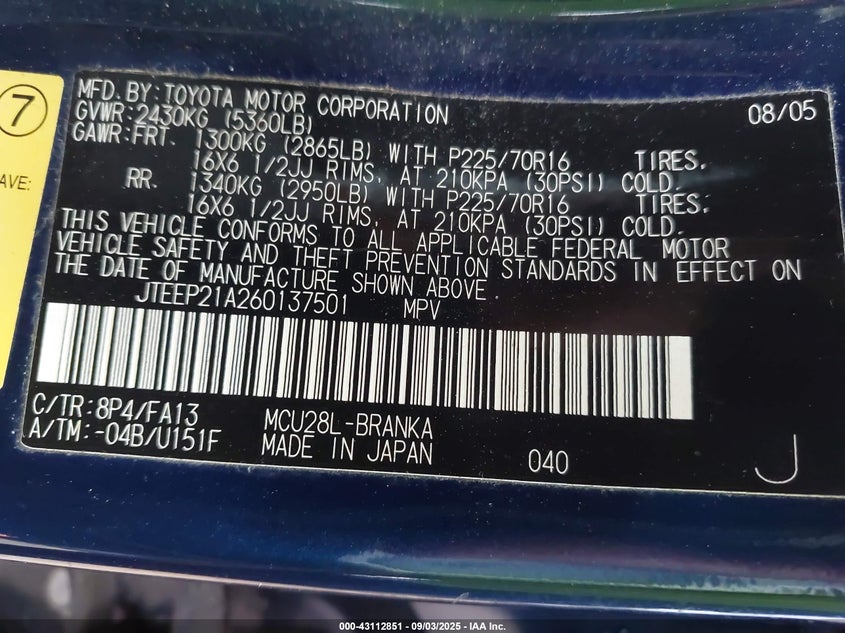 7
AVE:
MFD. BY: TOYOTA MOTOR CORPORATION 08/05
GVWR: 2430KG (5360LB)
GAWR: FRT. 1300KG (2865LB) WITH P225/70R16 TIRES,
16X6 1/2JJ RIMS, AT 210KPA (30PSI) COLD.
RR. 1340KG (2950LB) WITH P225/70R16 TIRES,
16X6 1/2JJ RIMS, AT 210KPA (30PSI) COLD.
THIS VEHICLE CONFORMS TO ALL APPLICABLE FEDERAL MOTOR
VEHICLE SAFETY AND THEFT PREVENTION STANDARDS IN EFFECT ON
THE DATE OF MANUFACTURE SHOWN ABOVE
JTEEP21A260137501 MPV
C/TR: 8P4/FA13 MCU28L-BRANKA
A/TM: -04B/U151F MADE IN JAPAN 040 J
000-43112851 - 09/03/2025 - IAA Inc.